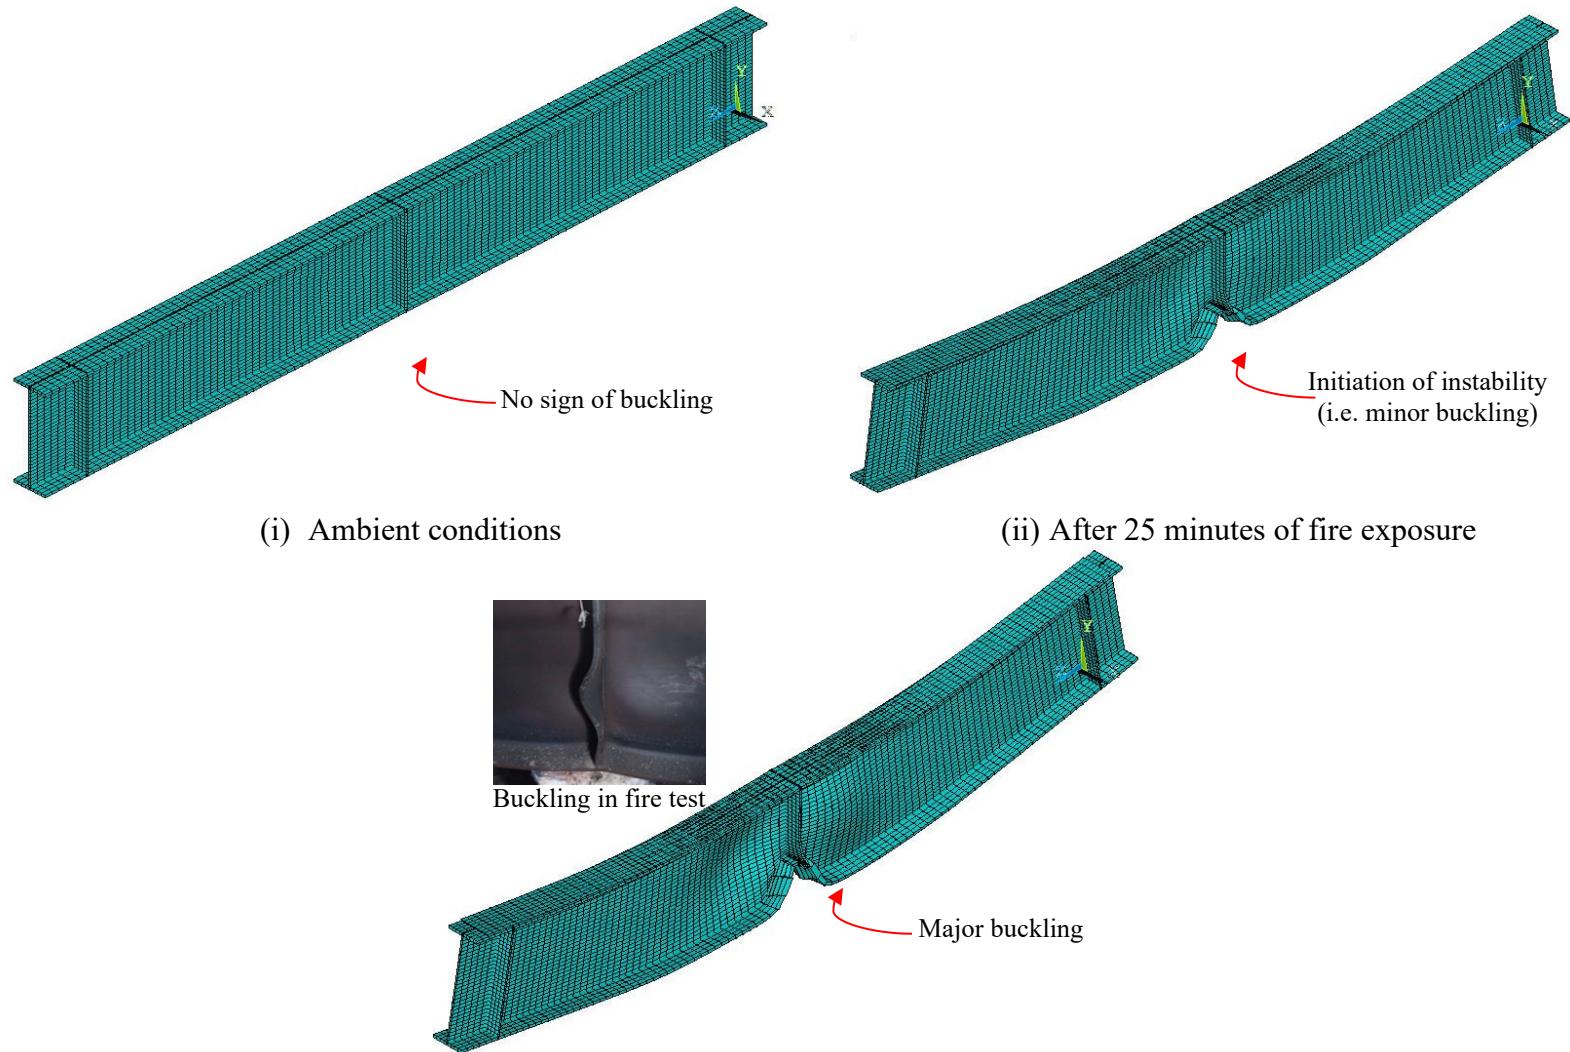 Y
Z
X
No sign of buckling
(i) Ambient conditions
Y
Z
Initiation of instability
(i.e. minor buckling)
(ii) After 25 minutes of fire exposure
Buckling in fire test
Y
Z
Major buckling